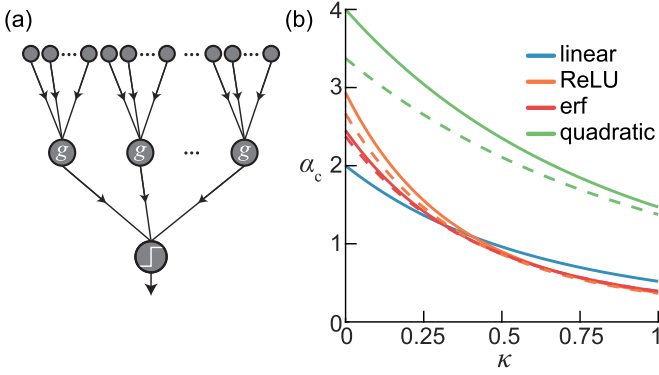 (a)
...
...
...
...
g
g
...
g
(b)
4
3
2
1
0
α_c
linear
ReLU
erf
quadratic
0
0.25
0.5
0.75
1
κ